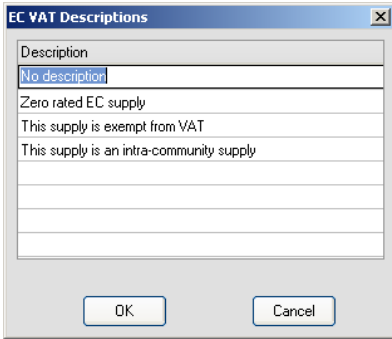 EC VAT Descriptions
Description
No description
Zero rated EC supply
This supply is exempt from VAT
This supply is an intra-community supply
OK
Cancel